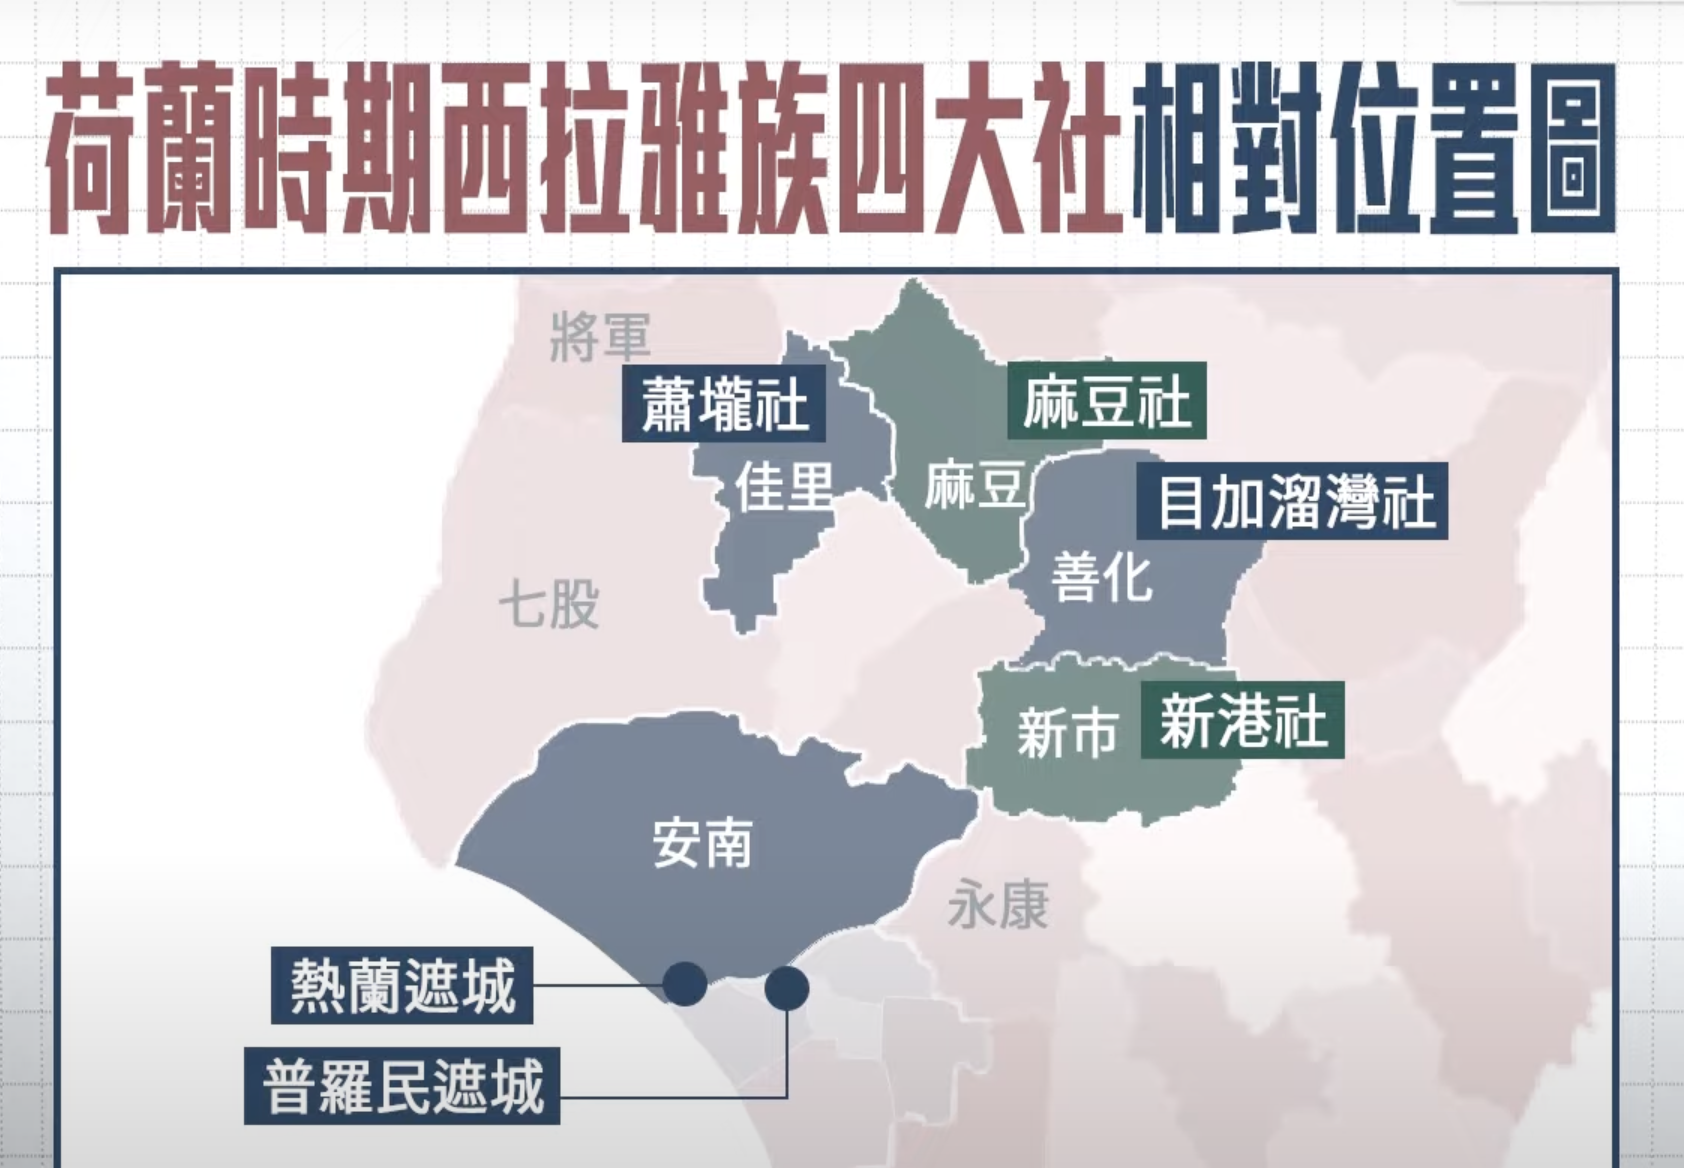 荷蘭時期西拉雅族四大社相對位置圖
將軍
蕭壠社
麻豆社
佳里
麻豆
目加溜灣社
善化
七股
新市
新港社
安南
永康
熱蘭遮城
普羅民遮城